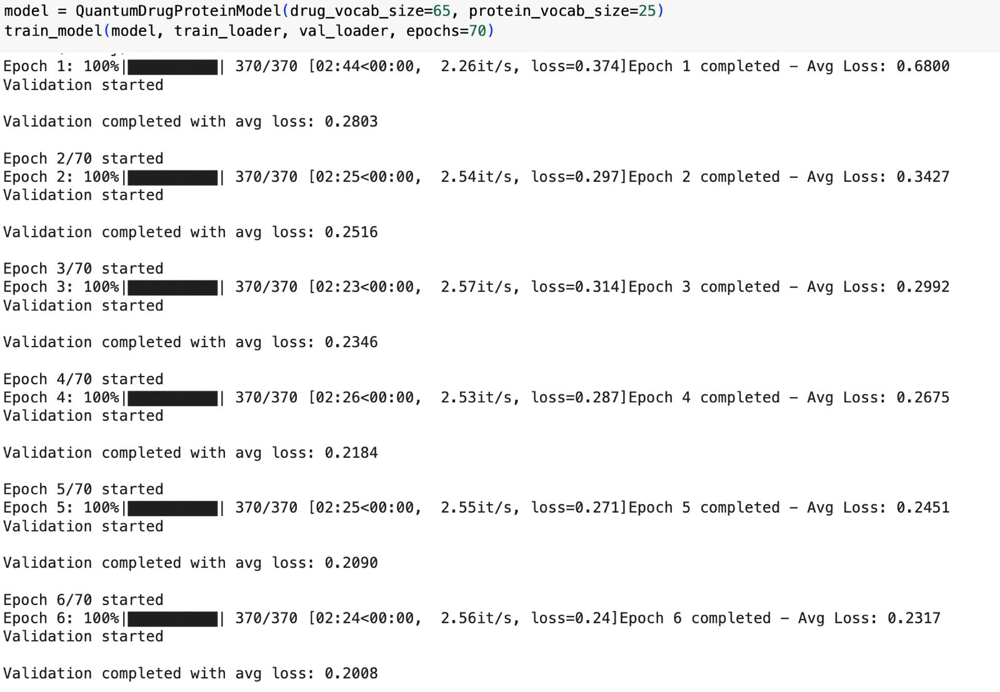 model = QuantumDrugProteinModel(drug_vocab_size=65, protein_vocab_size=25)
train_model(model, train_loader, val_loader, epochs=70)
Epoch 1: 100%|██████████| 370/370 [02:44<00:00,  2.26it/s, loss=0.374]Epoch 1 completed – Avg Loss: 0.6800
Validation started
Validation completed with avg loss: 0.2803
Epoch 2/70 started
Epoch 2: 100%|██████████| 370/370 [02:25<00:00,  2.54it/s, loss=0.297]Epoch 2 completed – Avg Loss: 0.3427
Validation started
Validation completed with avg loss: 0.2516
Epoch 3/70 started
Epoch 3: 100%|██████████| 370/370 [02:23<00:00,  2.57it/s, loss=0.314]Epoch 3 completed – Avg Loss: 0.2992
Validation started
Validation completed with avg loss: 0.2346
Epoch 4/70 started
Epoch 4: 100%|██████████| 370/370 [02:26<00:00,  2.53it/s, loss=0.287]Epoch 4 completed – Avg Loss: 0.2675
Validation started
Validation completed with avg loss: 0.2184
Epoch 5/70 started
Epoch 5: 100%|██████████| 370/370 [02:25<00:00,  2.55it/s, loss=0.271]Epoch 5 completed – Avg Loss: 0.2451
Validation started
Validation completed with avg loss: 0.2090
Epoch 6/70 started
Epoch 6: 100%|██████████| 370/370 [02:24<00:00,  2.56it/s, loss=0.24]Epoch 6 completed – Avg Loss: 0.2317
Validation started
Validation completed with avg loss: 0.2008